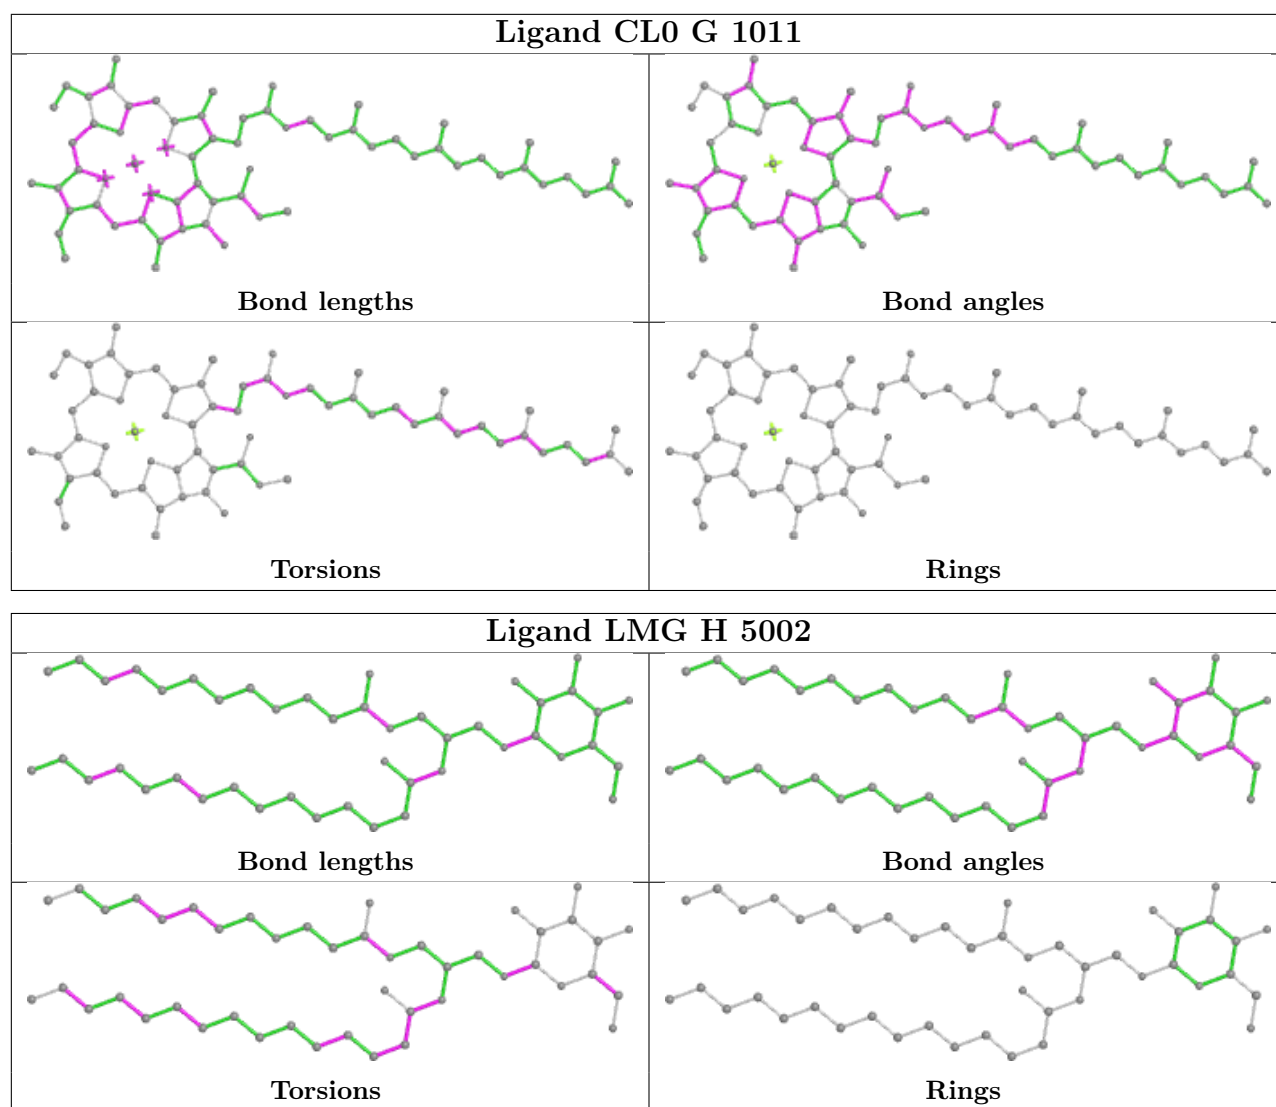 Ligand CL0 G 1011
Bond lengths
Bond angles
Torsions
Rings
Ligand LMG H 5002
Bond lengths
Bond angles
Torsions
Rings